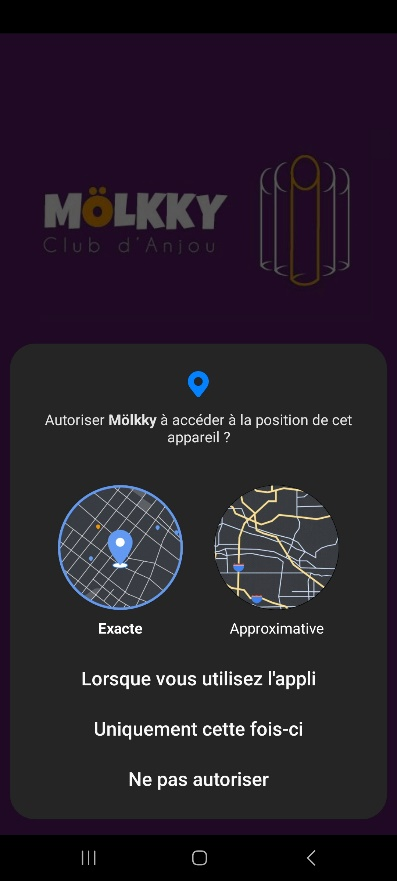 MÖLKKY
Club d'Anjou
Autoriser Mölkky à accéder à la position de cet
appareil ?
Exacte
Approximative
Lorsque vous utilisez l'appli
Uniquement cette fois-ci
Ne pas autoriser